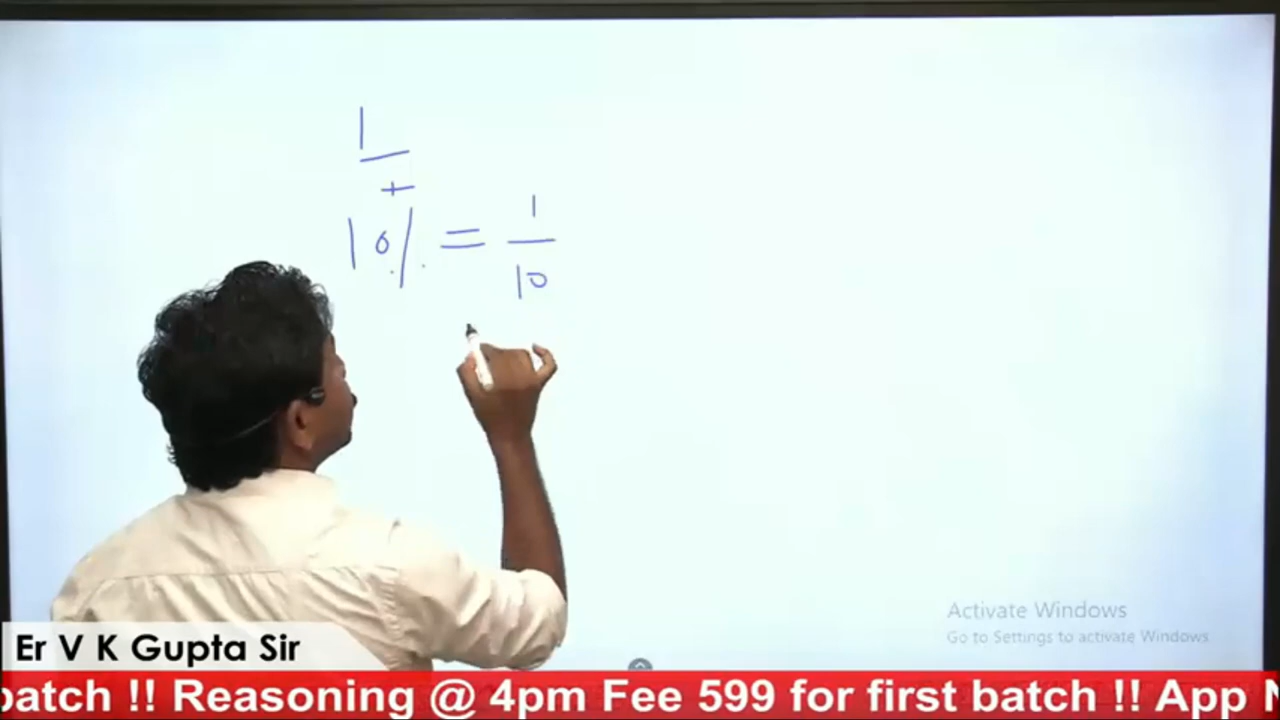 1
+
10% = 1/10
Activate Windows
Go to Settings to activate Windows
Er V K Gupta Sir
batch !! Reasoning @ 4pm Fee 599 for first batch !! App